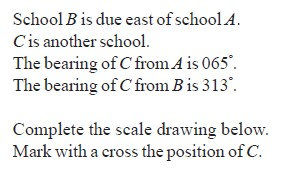 School B is due east of school A.
C is another school.
The bearing of C from A is 065°.
The bearing of C from B is 313°.
Complete the scale drawing below.
Mark with a cross the position of C.